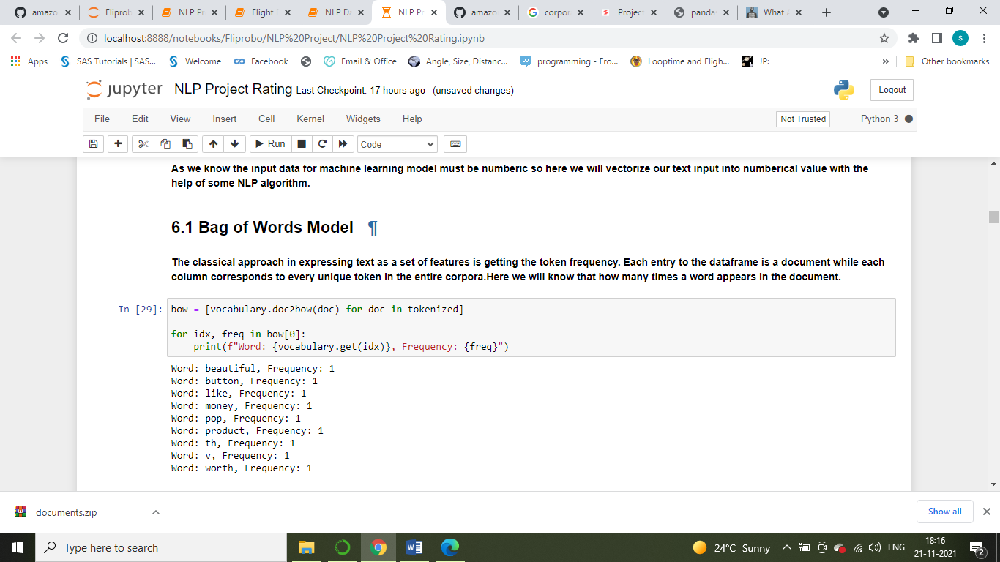 amazo
Fliprob
NLP Pr
Flight
NLP Da
NLP Pr
amazo
corpor
Project
panda
What
localhost:8888/notebooks/Fliprobo/NLP%20Project/NLP%20Project%20Rating.ipynb
s
Apps
SAS Tutorials | SAS...
Welcome
Facebook
Email & Office
Angle, Size, Distanc...
programming - Fro...
Looptime and Fligh...
JP:
»
Other bookmarks
jupyter NLP Project Rating Last Checkpoint: 17 hours ago (unsaved changes)
Logout
File Edit View Insert Cell Kernel Widgets Help
Not Trusted
Python 3
Run
Code
As we know the input data for machine learning model must be numberic so here we will vectorize our text input into numberical value with the
help of some NLP algorithm.
6.1 Bag of Words Model ¶
The classical approach in expressing text as a set of features is getting the token frequency. Each entry to the dataframe is a document while each
column corresponds to every unique token in the entire corpora.Here we will know that how many times a word appears in the document.
In [29]: bow = [vocabulary.doc2bow(doc) for doc in tokenized]
for idx, freq in bow[0]:
    print(f"Word: {vocabulary.get(idx)}, Frequency: {freq}")
Word: beautiful, Frequency: 1
Word: button, Frequency: 1
Word: like, Frequency: 1
Word: money, Frequency: 1
Word: pop, Frequency: 1
Word: product, Frequency: 1
Word: th, Frequency: 1
Word: v, Frequency: 1
Word: worth, Frequency: 1
documents.zip
Show all
Type here to search
24°C Sunny
ENG
18:16
21-11-2021
2